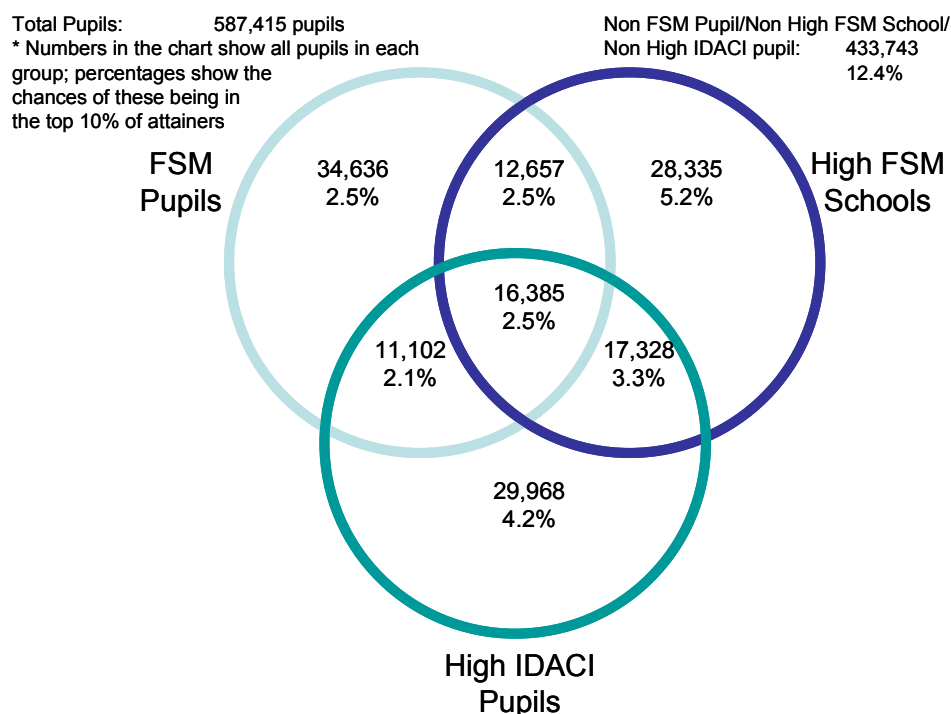 Total Pupils: 587,415 pupils
* Numbers in the chart show all pupils in each
group; percentages show the
chances of these being in
the top 10% of attainers
Non FSM Pupil/Non High FSM School/
Non High IDACI pupil: 433,743
12.4%
FSM
Pupils
34,636
2.5%
12,657
2.5%
28,335
5.2%
High FSM
Schools
16,385
2.5%
11,102
2.1%
17,328
3.3%
29,968
4.2%
High IDACI
Pupils